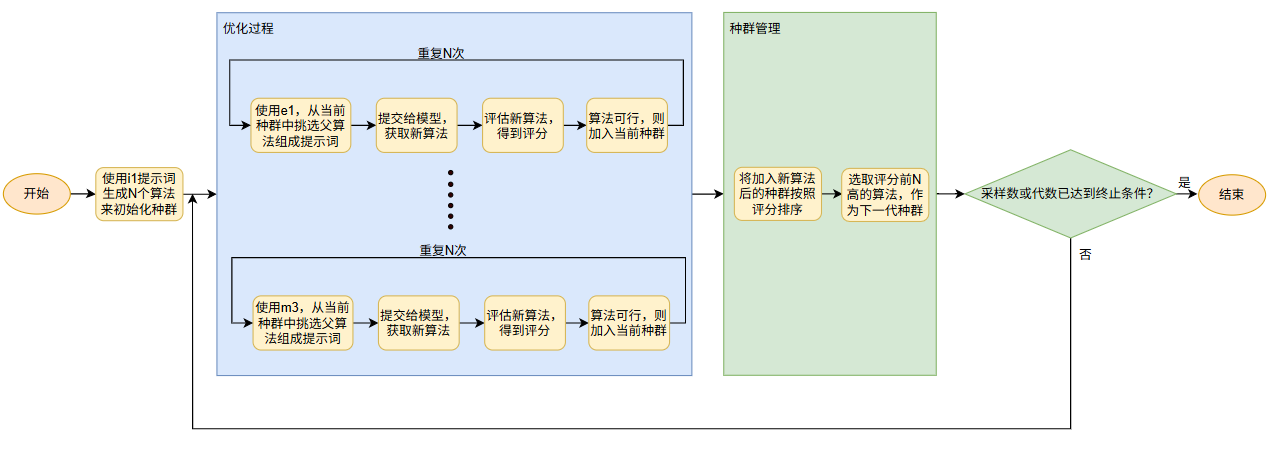 优化过程
种群管理
重复N次
使用e1，从当前
种群中挑选父算
法组成提示词
提交给模型，
获取新算法
评估新算法，
得到评分
算法可行，则
加入当前种群
开始
使用i1提示词
生成N个算法
来初始化种群
将加入新算法
后的种群按照
评分排序
选取评分前N
高的算法，作
为下一代种群
采样数或代数已达到终止条件？
是
结束
否
重复N次
使用m3，从当前
种群中挑选父算
法组成提示词
提交给模型，
获取新算法
评估新算法，
得到评分
算法可行，则
加入当前种群